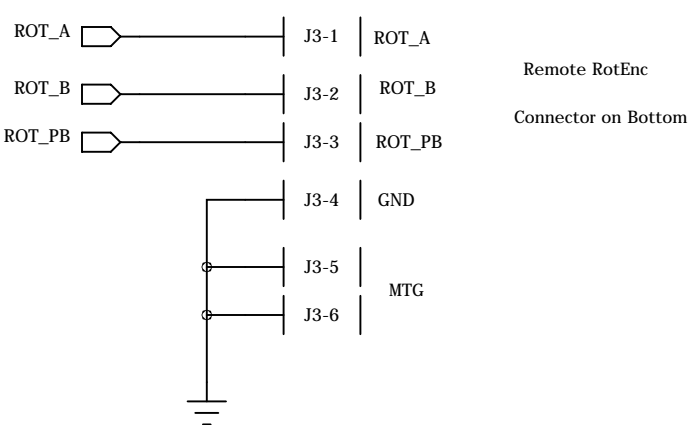 ROT_A J3-1 ROT_A
Remote RotEnc
ROT_B J3-2 ROT_B
Connector on Bottom
ROT_PB J3-3 ROT_PB
J3-4 GND
J3-5
MTG
J3-6